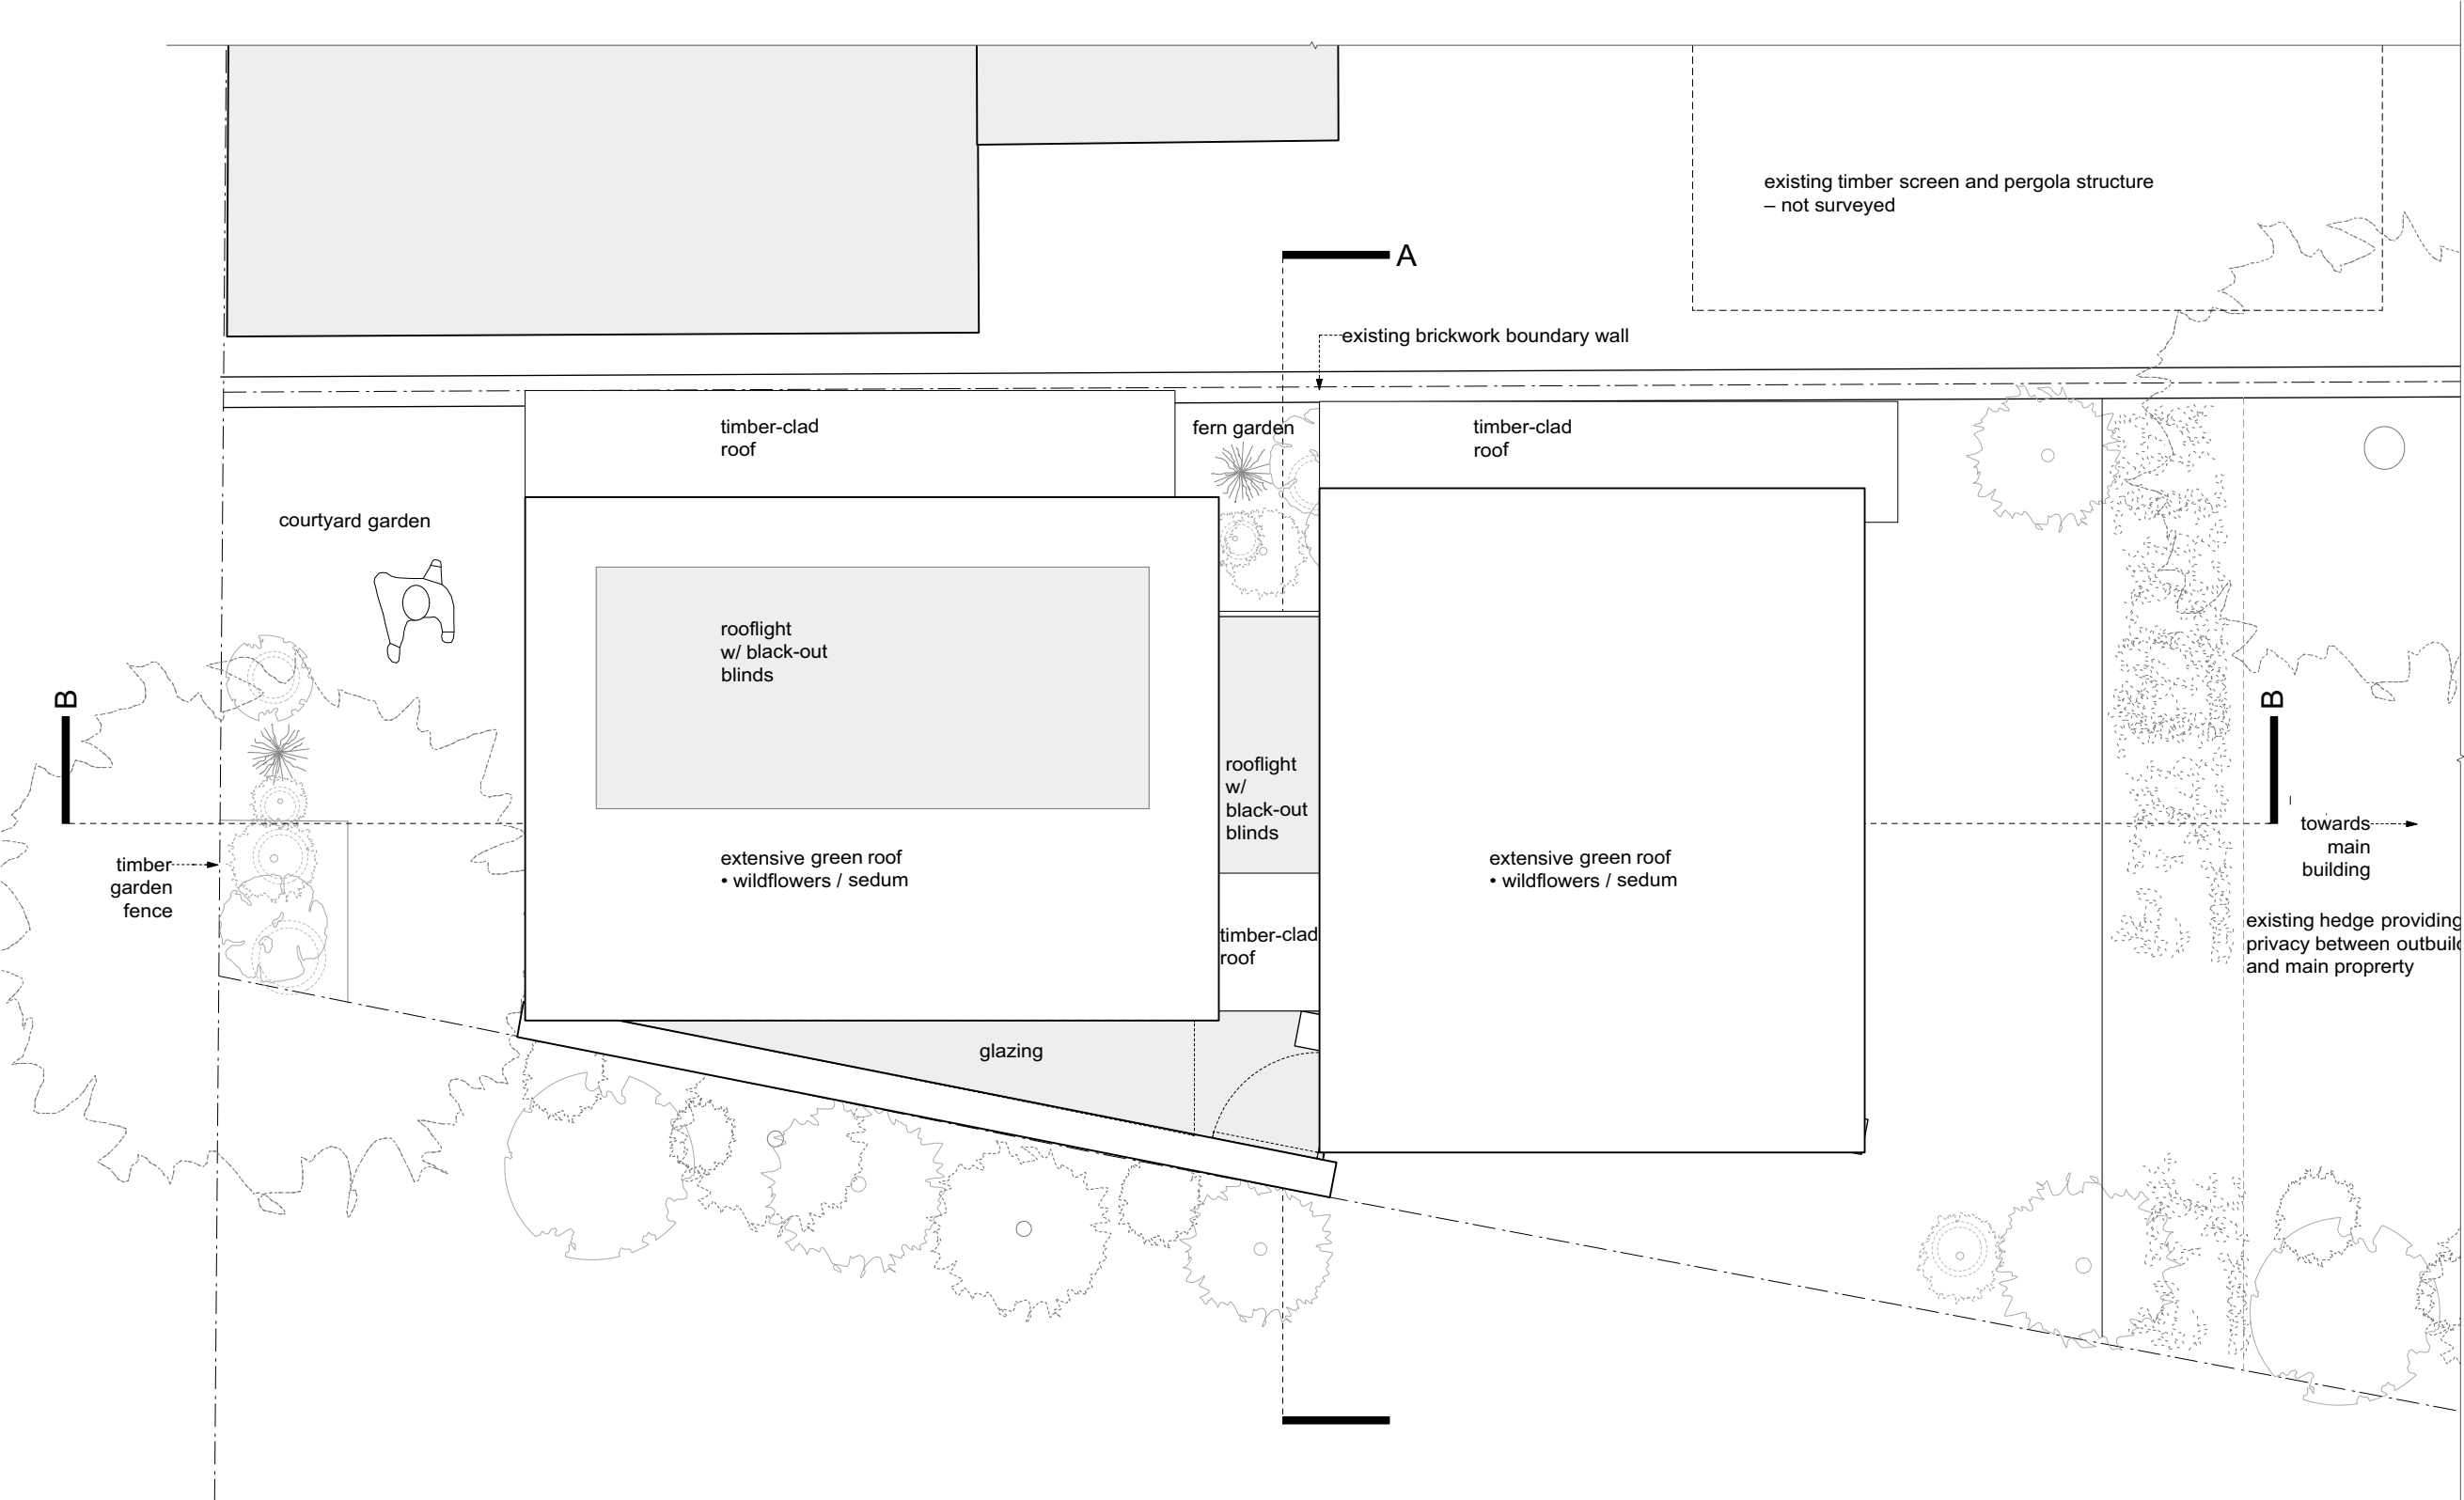 existing timber screen and pergola structure
– not surveyed
A
existing brickwork boundary wall
timber-clad
roof
fern garden
timber-clad
roof
courtyard garden
rooflight
w/ black-out
blinds
B
B
rooflight
w/
black-out
blinds
towards
main
building
timber
garden
fence
extensive green roof
• wildflowers / sedum
extensive green roof
• wildflowers / sedum
timber-clad
roof
existing hedge providing
privacy between outbuil
and main proprerty
glazing